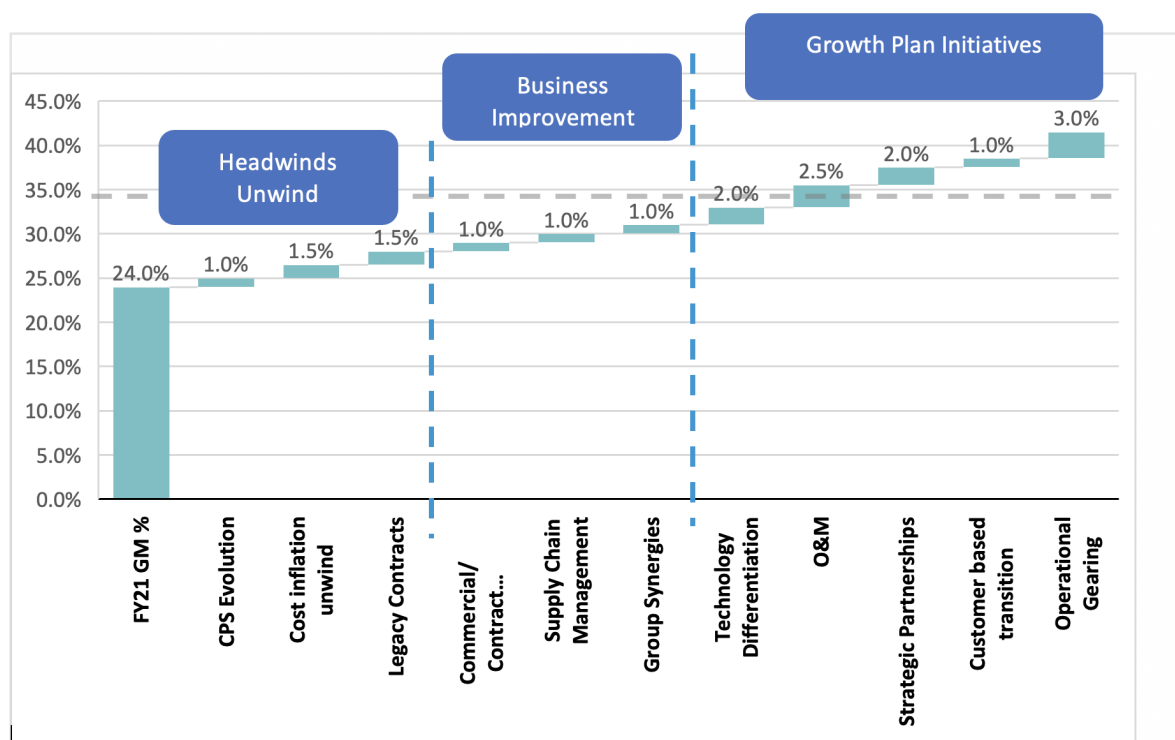 Growth Plan Initiatives
Business
Improvement
Headwinds
Unwind
45.0%
40.0%
35.0%
30.0%
25.0%
20.0%
15.0%
10.0%
5.0%
0.0%
24.0%
1.0%
1.5%
1.5%
1.0%
1.0%
1.0%
2.0%
2.5%
2.0%
1.0%
3.0%
FY21 GM %
CPS Evolution
Cost inflation
unwind
Legacy Contracts
Commercial/
Contract...
Supply Chain
Management
Group Synergies
Technology
Differentiation
O&M
Strategic Partnerships
Customer based
transition
Operational
Gearing